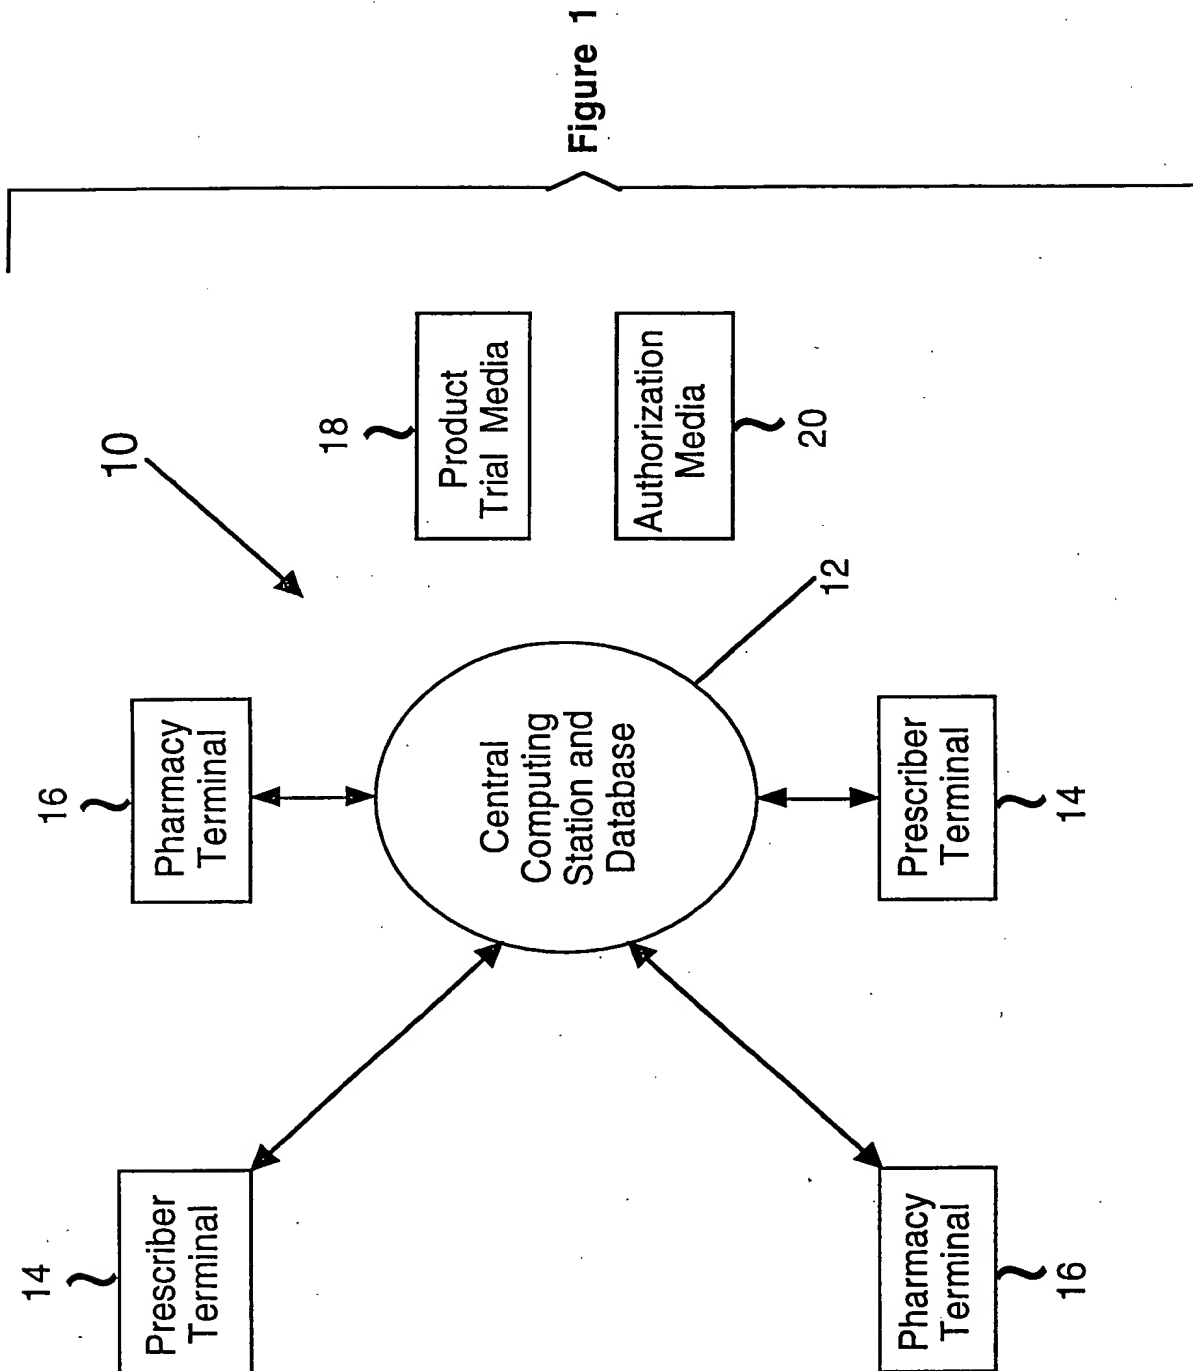 14
Prescriber
Terminal
16
Pharmacy
Terminal
10
Central
Computing
Station and
Database
12
Pharmacy
Terminal
16
Prescriber
Terminal
14
18
Product
Trial Media
Authorization
Media
20
Figure 1